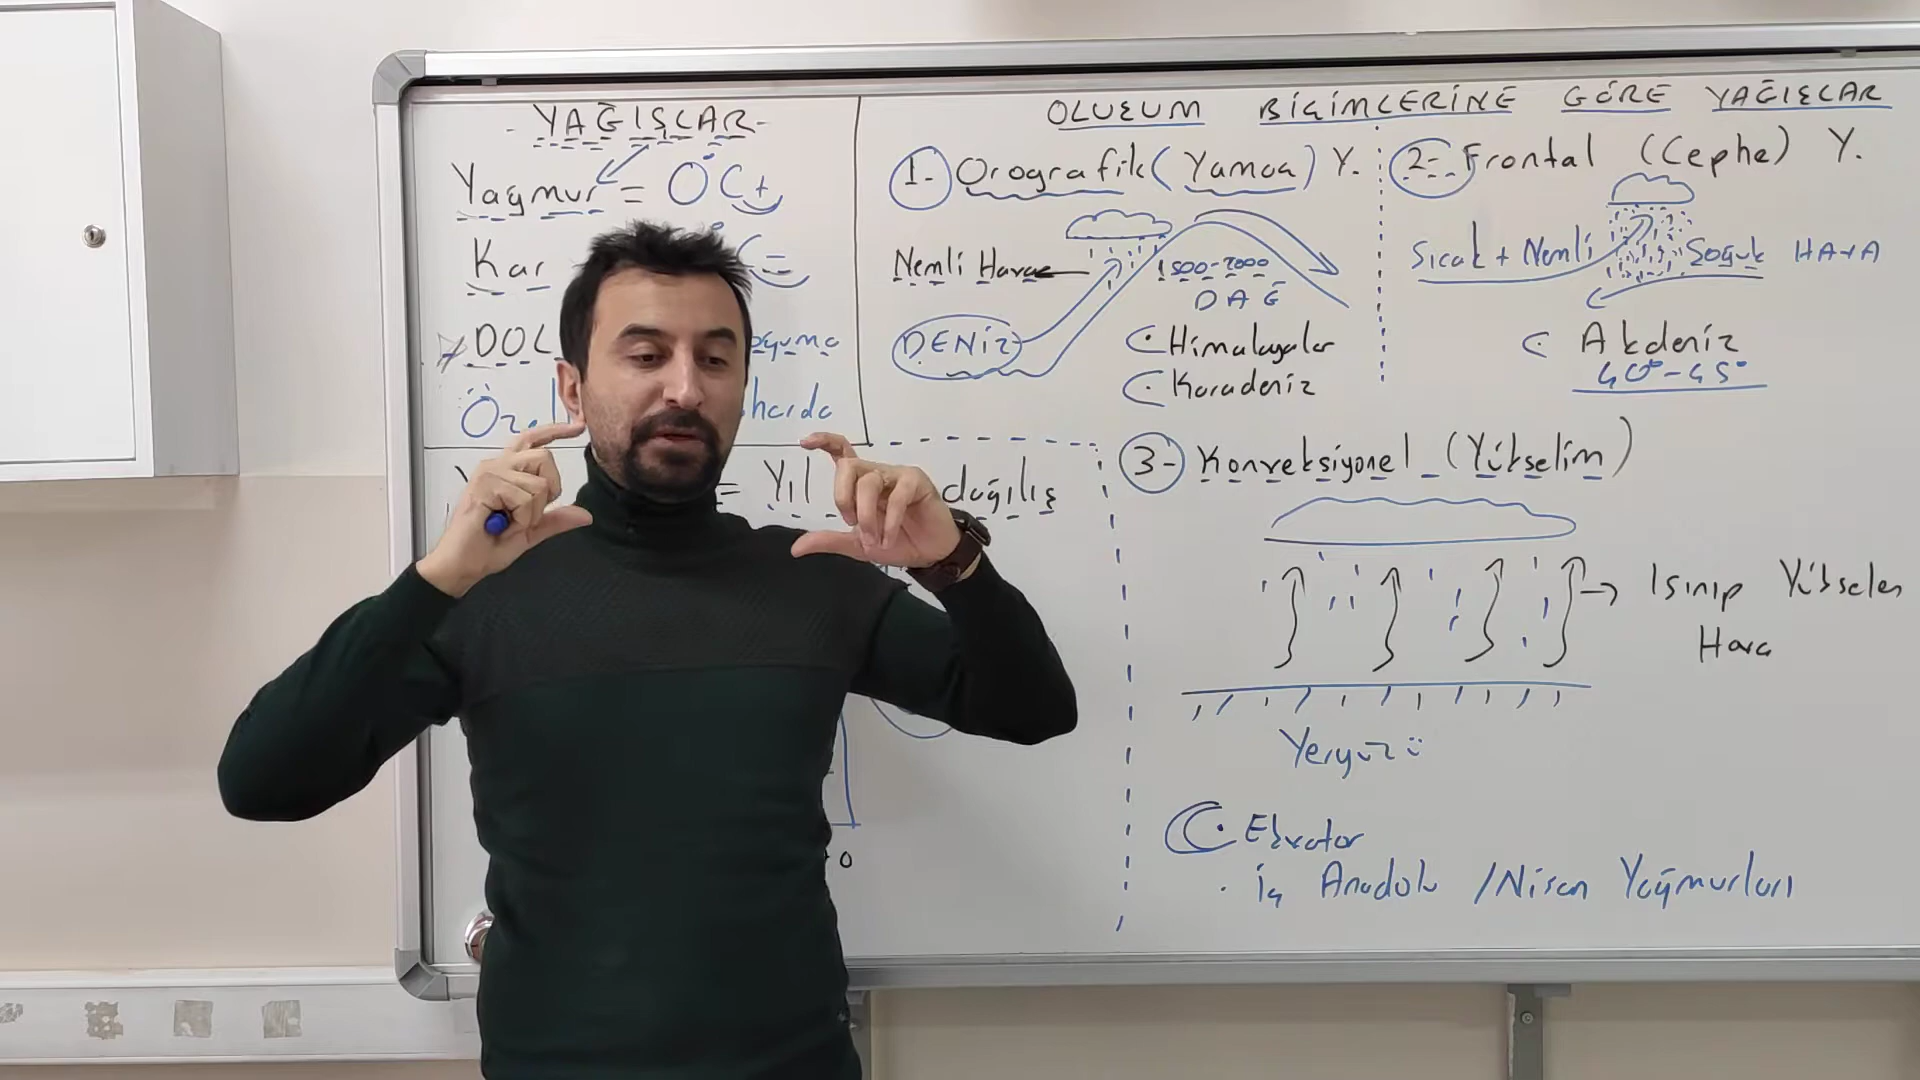 - YAĞIŞLAR -
Yağmur = 0°C +
Kar °C -
DOL
Öz
= Yıl dağılış
0
OLUŞUM BİÇİMLERİNE GÖRE YAĞIŞLAR
1- Orografik (Yamaç) Y.
Nemli Hava
1500-2000
DAĞ
DENİZ
Himalayalar
Karadeniz
2- Frontal (Cephe) Y.
Sıcak + Nemli Soğuk HAVA
Akdeniz
40°-45°
3- Konveksiyonel (Yükselim)
Isınıp Yükselen
Hava
Yeryüzü
Ekvator
· İç Anadolu / Nisan Yağmurları